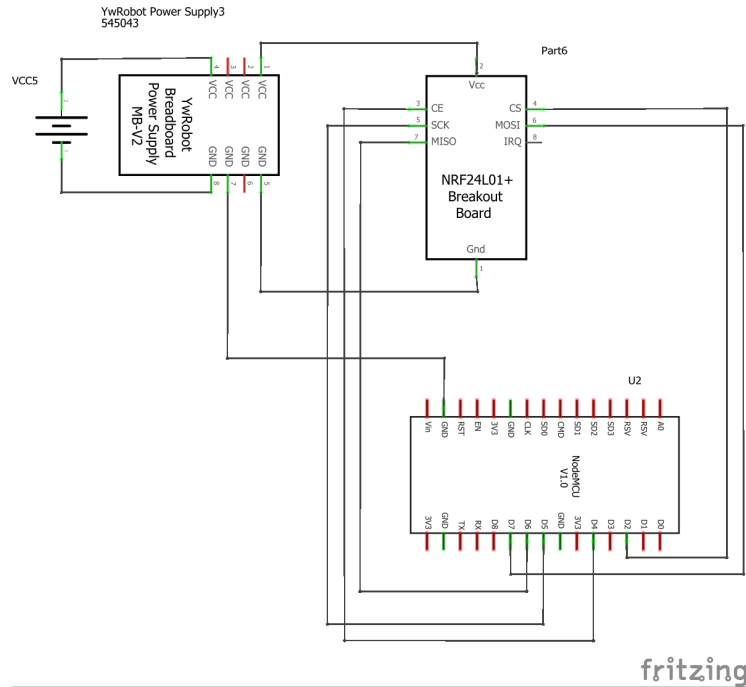 YwRobot Power Supply3
545043
VCC5
2
1
4
3
2
1
VCC
VCC
VCC
VCC
YwRobot
Breadboard
Power Supply
MB-V2
GND
GND
GND
8
7
6
5
Part6
2
Vcc
3
CE
CS
4
5
SCK
MOSI
6
7
MISO
IRQ
8
NRF24L01+
Breakout
Board
Gnd
1
U2
Vin
GND
RST
EN
3V3
GND
CLK
SD0
CMD
SD1
SD2
SD3
RSV
RSV
A0
NodeMCU
V1.0
3V3
GND
TX
RX
D8
D7
D6
D5
GND
3V3
D4
D3
D2
D1
D0
fritzing